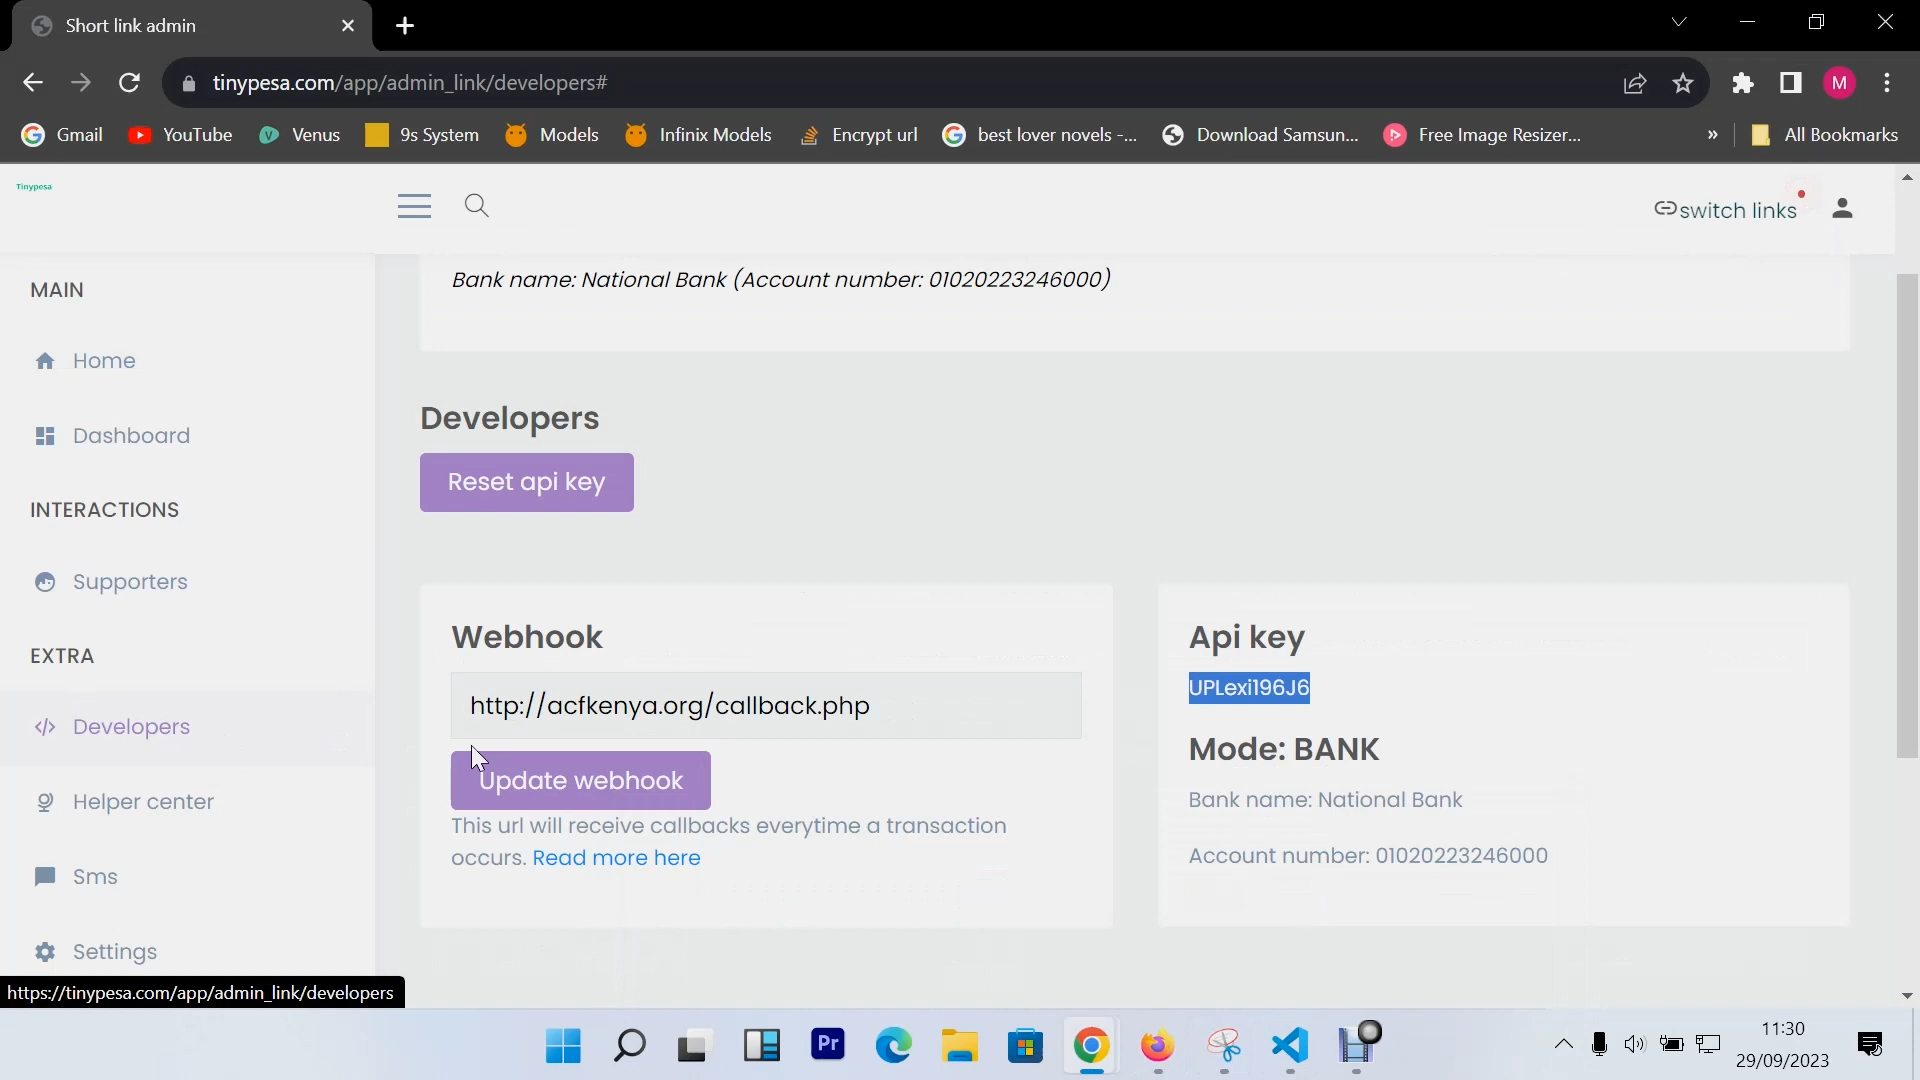 Short link admin
tinypesa.com/app/admin_link/developers#
Gmail YouTube Venus 9s System Models Infinix Models Encrypt url best lover novels -... Download Samsun... Free Image Resizer... » All Bookmarks
M
Tinypesa
switch links
MAIN
Home
Dashboard
INTERACTIONS
Supporters
EXTRA
Developers
Helper center
Sms
Settings
Bank name: National Bank (Account number: 01020223246000)
Developers
Reset api key
Webhook
http://acfkenya.org/callback.php
Update webhook
This url will receive callbacks everytime a transaction
occurs. Read more here
Api key
UPLexi196J6
Mode: BANK
Bank name: National Bank
Account number: 01020223246000
https://tinypesa.com/app/admin_link/developers
Pr
11:30
29/09/2023